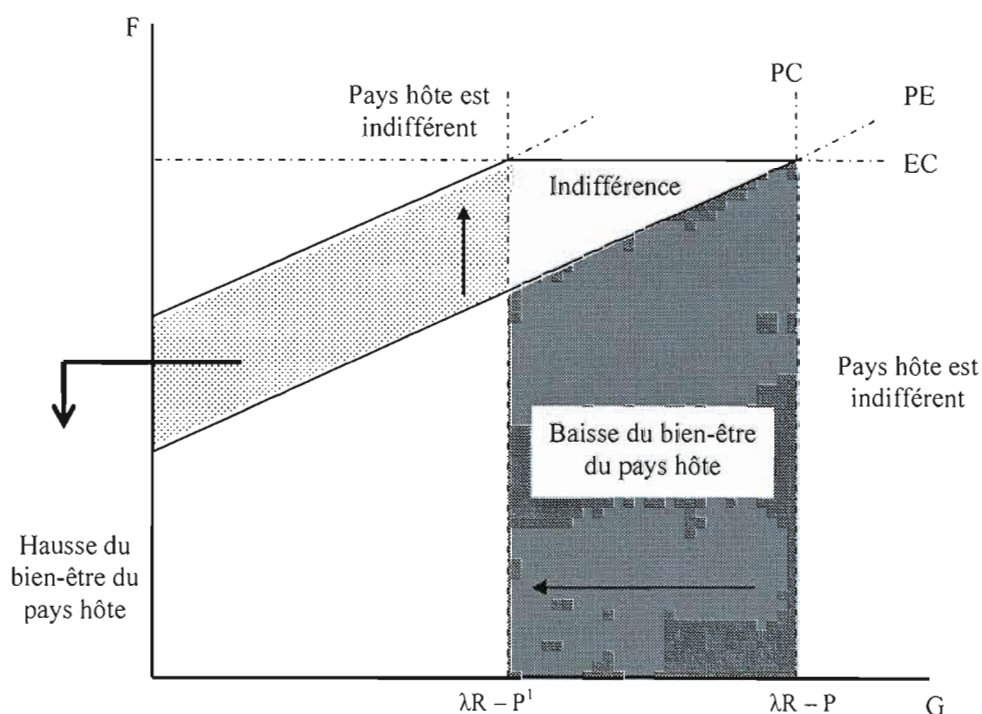 F
PC
PE
EC
Pays hôte est
indifférent
Indifférence
Pays hôte est
indifférent
Baisse du bien-être
du pays hôte
Hausse du
bien-être du
pays hôte
λR – P¹
λR – P
G